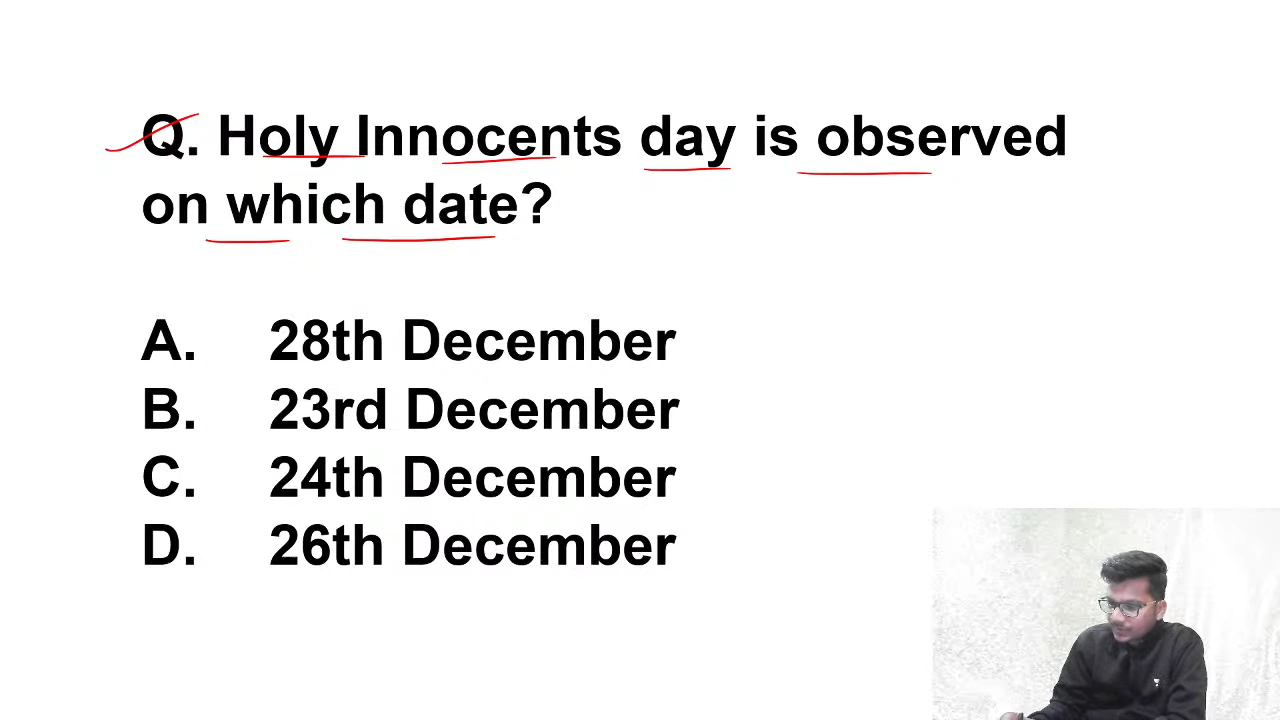 Q. Holy Innocents day is observed
on which date?
A. 28th December
B. 23rd December
C. 24th December
D. 26th December